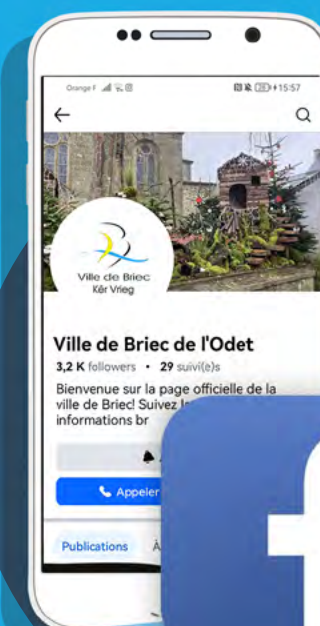 Orange F
28
15:57
Ville de Briec
Kêr Vrieg
Ville de Briec de l'Odet
3,2 K followers • 29 suivi(e)s
Bienvenue sur la page officielle de la
ville de Briec! Suivez
informations br
Appeler
Publications